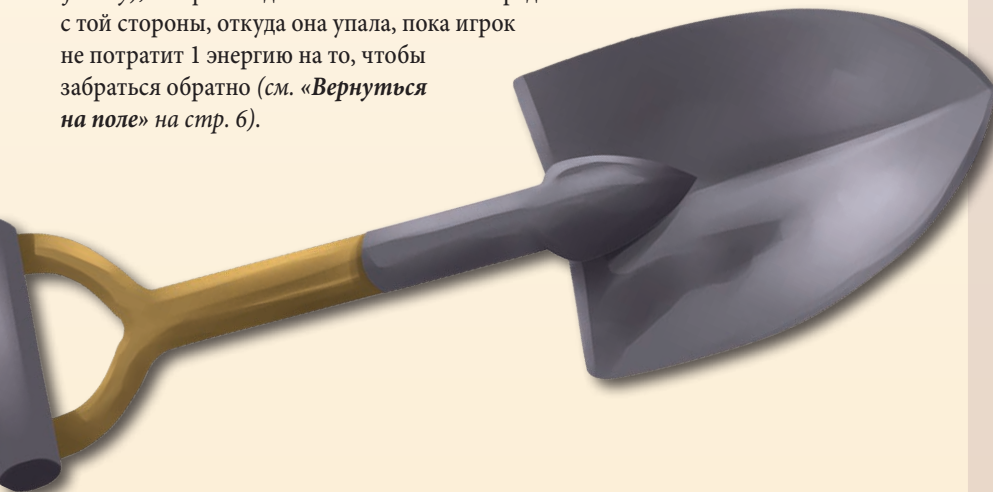 с той стороны, откуда она упала, пока игрок
не потратит 1 энергию на то, чтобы
забраться обратно (см. «Вернуться
на поле» на стр. 6).